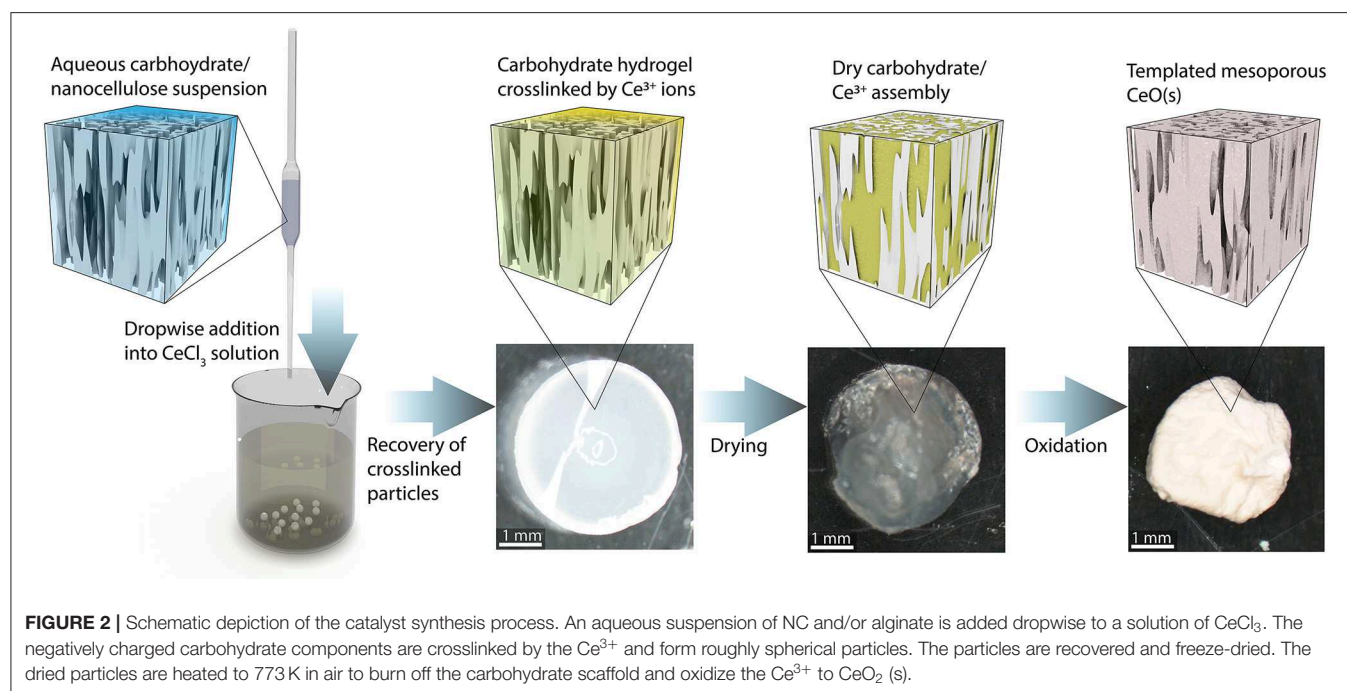 Aqueous carbhoydrate/
nanocellulose suspension
Carbohydrate hydrogel
crosslinked by Ce³⁺ ions
Dry carbohydrate/
Ce³⁺ assembly
Templated mesoporous
CeO(s)
Dropwise addition
into CeCl₃ solution
Recovery of
crosslinked
particles
Drying
Oxidation
1 mm
1 mm
1 mm
FIGURE 2 | Schematic depiction of the catalyst synthesis process. An aqueous suspension of NC and/or alginate is added dropwise to a solution of CeCl₃. The
negatively charged carbohydrate components are crosslinked by the Ce³⁺ and form roughly spherical particles. The particles are recovered and freeze-dried. The
dried particles are heated to 773 K in air to burn off the carbohydrate scaffold and oxidize the Ce³⁺ to CeO₂ (s).